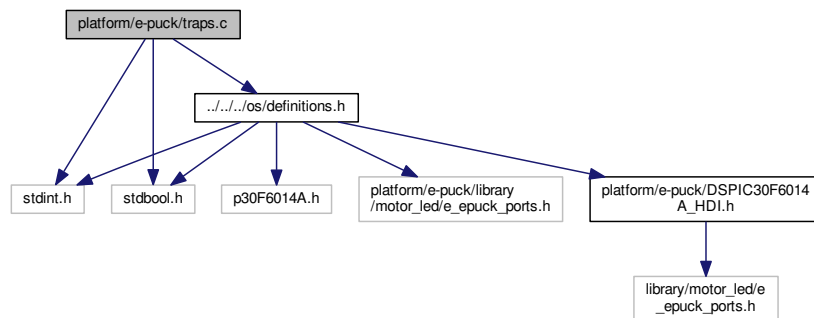 platform/e-puck/traps.c
../../../os/definitions.h
stdint.h
stdbool.h
p30F6014A.h
platform/e-puck/library
/motor_led/e_epuck_ports.h
platform/e-puck/DSPIC30F6014
A_HDI.h
library/motor_led/e
_epuck_ports.h